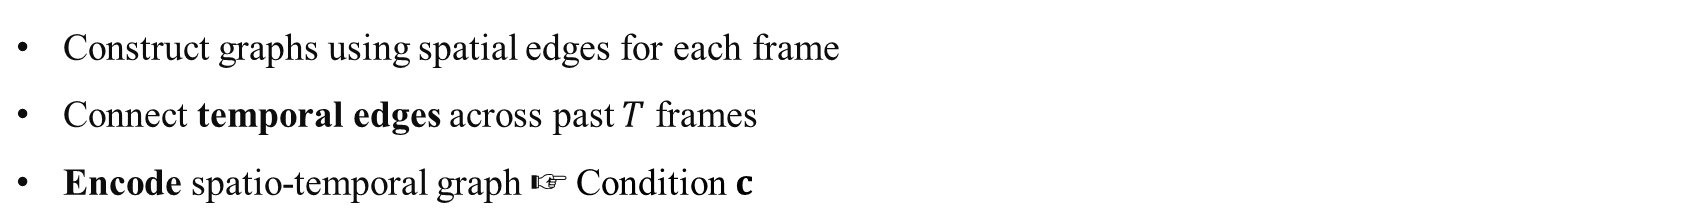 • Construct graphs using spatial edges for each frame
• Connect temporal edges across past T frames
• Encode spatio-temporal graph ☞ Condition c